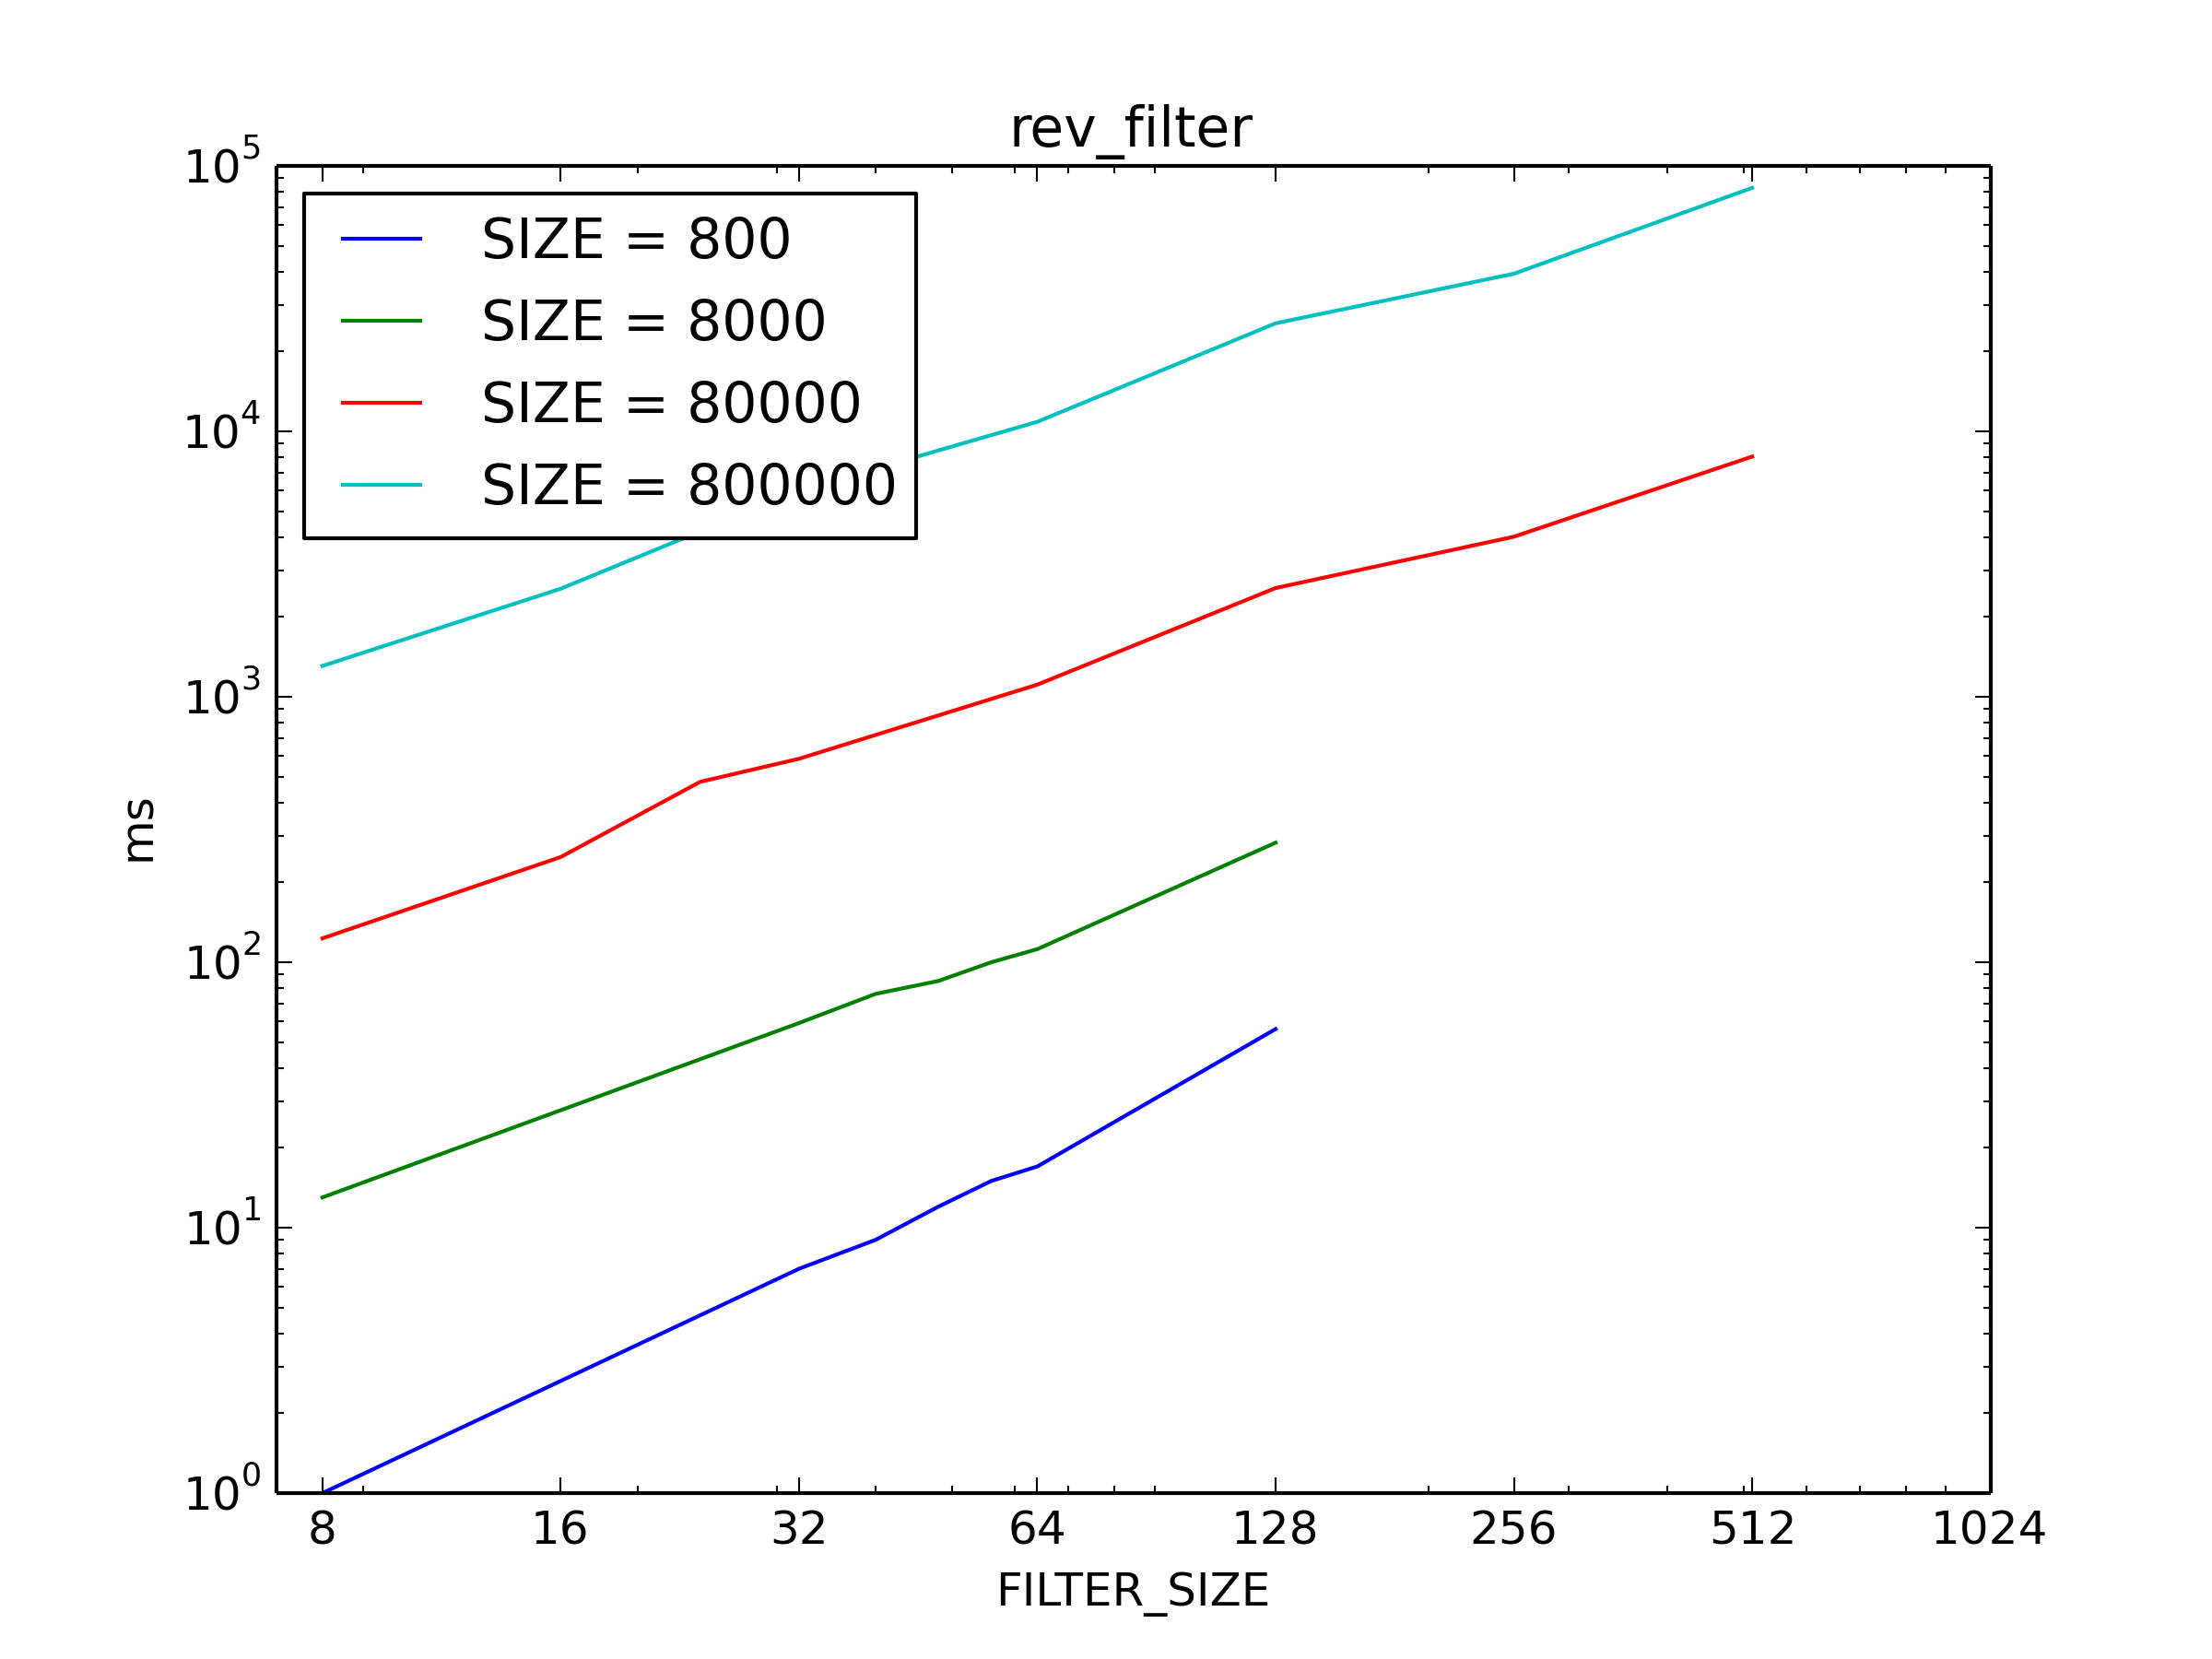 rev_filter
SIZE = 800
SIZE = 8000
SIZE = 80000
SIZE = 800000
10^5
10^4
10^3
10^2
10^1
10^0
ms
8 16 32 64 128 256 512 1024
FILTER_SIZE